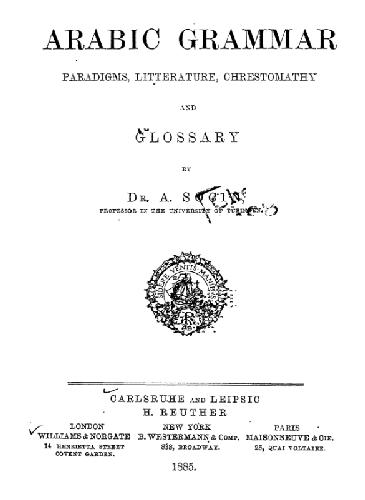 ARABIC GRAMMAR
PARADIGMS, LITTERATURE, CHRESTOMATHY
AND
GLOSSARY
BY
DR. A. SOCIN,
PROFESSOR IN THE UNIVERSITY OF TUBINGEN.
CARLSRUHE AND LEIPSIC
H. REUTHER
LONDON
WILLIAMS & NORGATE
14 HENRIETTA STREET
COVENT GARDEN.
NEW YORK
B. WESTERMANN & COMP.
838, BROADWAY.
PARIS
MAISONNEUVE & CIE.
25, QUAI VOLTAIRE.
1885.